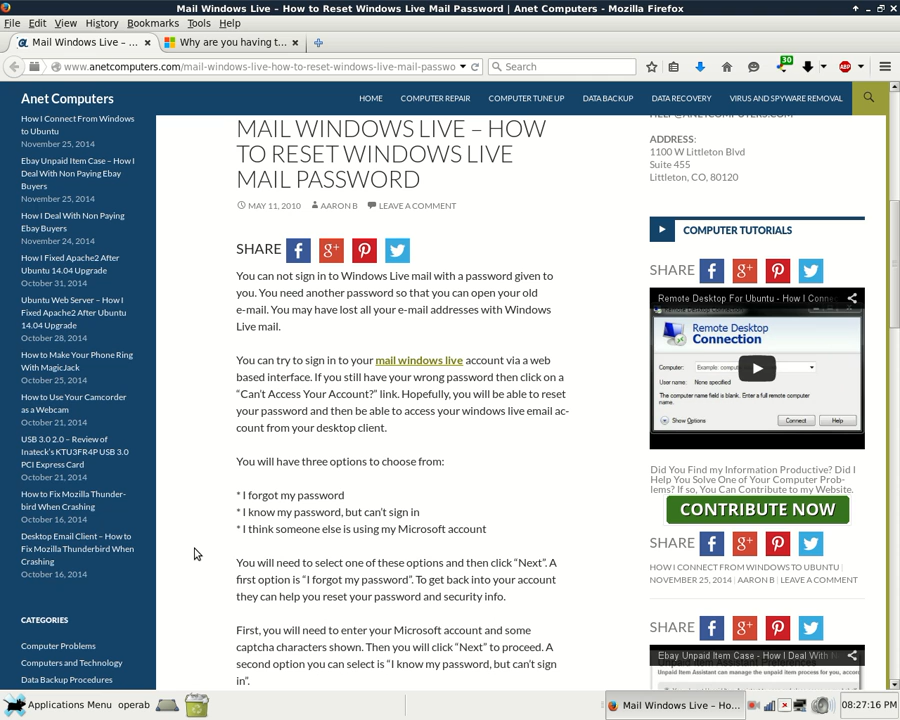 Mail Windows Live – How to Reset Windows Live Mail Password | Anet Computers - Mozilla Firefox
File Edit View History Bookmarks Tools Help
Mail Windows Live – ...
Why are you having t...
www.anetcomputers.com/mail-windows-live-how-to-reset-windows-live-mail-passwo
Search
30
ABP
Anet Computers
HOME COMPUTER REPAIR COMPUTER TUNE UP DATA BACKUP DATA RECOVERY VIRUS AND SPYWARE REMOVAL
How I Connect From Windows
to Ubuntu
November 25, 2014
Ebay Unpaid Item Case – How I
Deal With Non Paying Ebay
Buyers
November 25, 2014
How I Deal With Non Paying
Ebay Buyers
November 24, 2014
How I Fixed Apache2 After
Ubuntu 14.04 Upgrade
October 31, 2014
Ubuntu Web Server – How I
Fixed Apache2 After Ubuntu
14.04 Upgrade
October 28, 2014
How to Make Your Phone Ring
With MagicJack
October 25, 2014
How to Use Your Camcorder
as a Webcam
October 21, 2014
USB 3.0 2.0 – Review of
Inateck's KTU3FR4P USB 3.0
PCI Express Card
October 21, 2014
How to Fix Mozilla Thunder-
bird When Crashing
October 16, 2014
Desktop Email Client – How to
Fix Mozilla Thunderbird When
Crashing
October 16, 2014
CATEGORIES
Computer Problems
Computers and Technology
Data Backup Procedures
MAIL WINDOWS LIVE – HOW
TO RESET WINDOWS LIVE
MAIL PASSWORD
MAY 11, 2010 AARON B LEAVE A COMMENT
SHARE
You can not sign in to Windows Live mail with a password given to
you. You need another password so that you can open your old
e-mail. You may have lost all your e-mail addresses with Windows
Live mail.
You can try to sign in to your mail windows live account via a web
based interface. If you still have your wrong password then click on a
“Can’t Access Your Account?” link. Hopefully, you will be able to reset
your password and then be able to access your windows live email ac-
count from your desktop client.
You will have three options to choose from:
* I forgot my password
* I know my password, but can’t sign in
* I think someone else is using my Microsoft account
You will need to select one of these options and then click “Next”. A
first option is “I forgot my password”. To get back into your account
they can help you reset your password and security info.
First, you will need to enter your Microsoft account and some
captcha characters shown. Then you will click “Next” to proceed. A
second option you can select is “I know my password, but can’t sign
in”.
HELP@ANETCOMPUTERS.COM
ADDRESS:
1100 W Littleton Blvd
Suite 455
Littleton, CO, 80120
COMPUTER TUTORIALS
SHARE
Remote Desktop For Ubuntu - How I Conne
Remote Desktop
Connection
Computer:
User name: None specified
The computer name field is blank. Enter a full remote computer
name.
Show Options
Connect
Help
Did You Find my Information Productive? Did I
Help You Solve One of Your Computer Prob-
lems? If so, You Can Contribute to my Website.
CONTRIBUTE NOW
SHARE
HOW I CONNECT FROM WINDOWS TO UBUNTU
NOVEMBER 25, 2014 AARON B LEAVE A COMMENT
SHARE
Ebay Unpaid Item Case - How I Deal With N
Applications Menu operab
Mail Windows Live – Ho...
08:27:16 PM